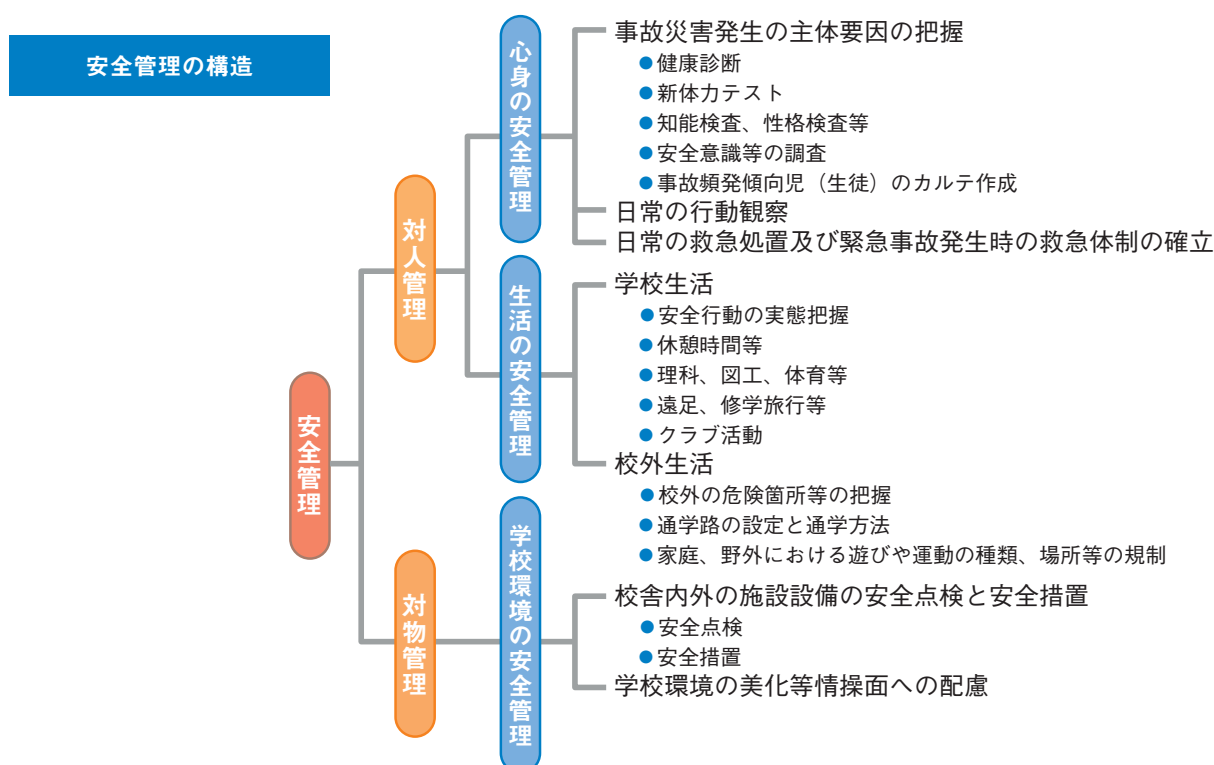 安全管理の構造
安全管理
対人管理
心身の安全管理
事故災害発生の主体要因の把握
●健康診断
●新体力テスト
●知能検査、性格検査等
●安全意識等の調査
●事故頻発傾向児（生徒）のカルテ作成
日常の行動観察
日常の救急処置及び緊急事故発生時の救急体制の確立
生活の安全管理
学校生活
●安全行動の実態把握
●休憩時間等
●理科、図工、体育等
●遠足、修学旅行等
●クラブ活動
校外生活
●校外の危険箇所等の把握
●通学路の設定と通学方法
●家庭、野外における遊びや運動の種類、場所等の規制
対物管理
学校環境の安全管理
校舎内外の施設設備の安全点検と安全措置
●安全点検
●安全措置
学校環境の美化等情操面への配慮